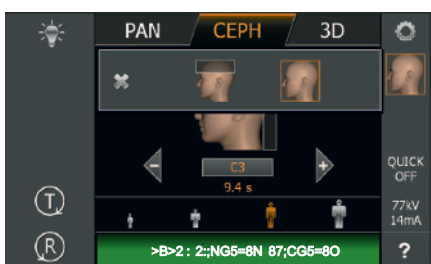 PAN CEPH 3D
C3
9.4 s
QUICK
OFF
77kV
14mA
T
R
>B>2 : 2:;NG5=8N 87;CG5=8O
?